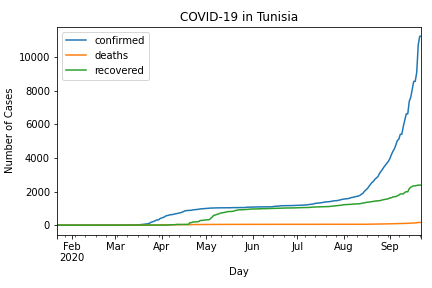 COVID-19 in Tunisia
confirmed
deaths
recovered
Number of Cases
10000
8000
6000
4000
2000
0
Feb Mar Apr May Jun Jul Aug Sep
2020
Day